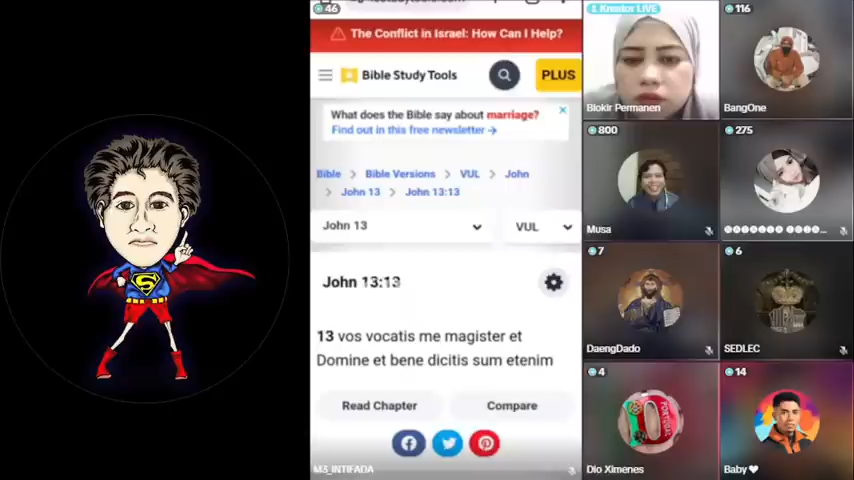 46
The Conflict in Israel: How Can I Help?
Bible Study Tools
PLUS
What does the Bible say about marriage?
Find out in this free newsletter →
Bible > Bible Versions > VUL > John
> John 13 > John 13:13
John 13
VUL
John 13:13
13 vos vocatis me magister et
Domine et bene dicitis sum etenim
Read Chapter
Compare
M3_INTIFADA
Kreator LIVE
Blokir Permanen
116
BangOne
800
Musa
275
7
DaengDado
6
SEDLEC
4
PORTUGAL
Dio Ximenes
14
Baby
S